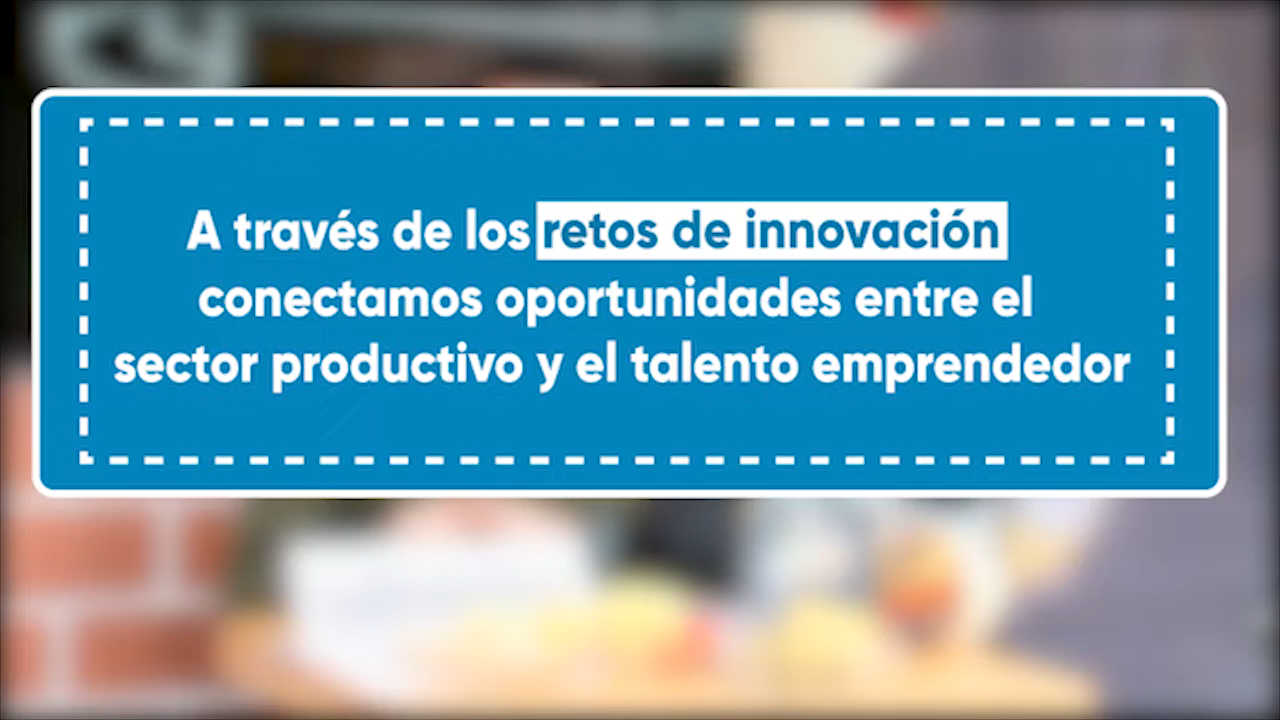 A través de los retos de innovación
conectamos oportunidades entre el
sector productivo y el talento emprendedor